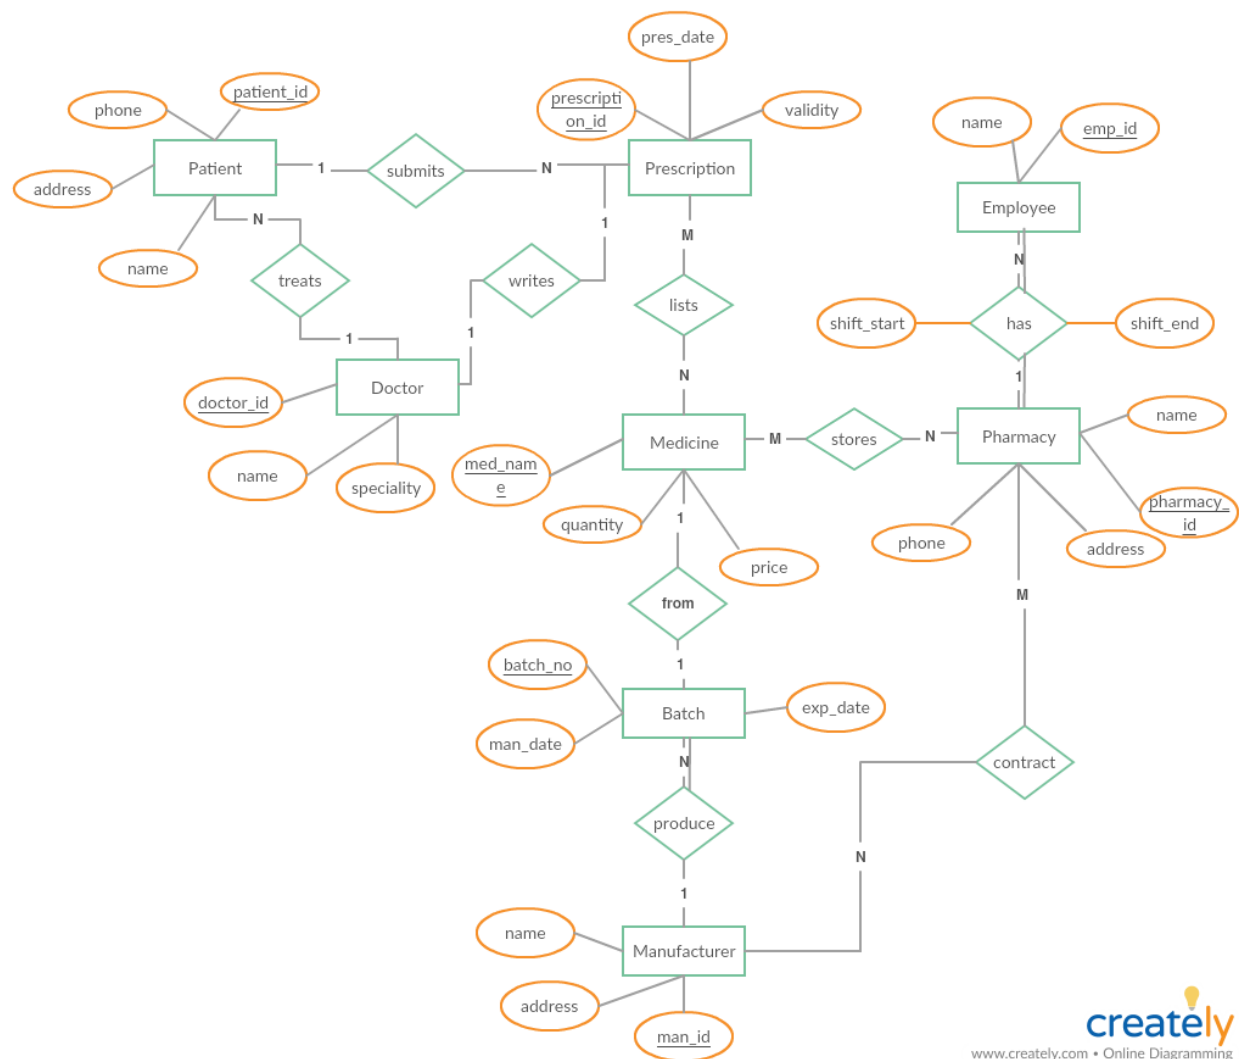 pres_date
patient_id
phone
prescripti
on_id
validity
name
emp_id
Patient
1
submits
N
Prescription
address
Employee
N
1
M
name
treats
writes
N
lists
shift_start
has
shift_end
1
1
1
Doctor
doctor_id
N
name
Medicine
M
stores
N
Pharmacy
med_nam
e
name
speciality
pharmacy_
id
quantity
1
phone
address
price
from
M
batch_no
1
Batch
exp_date
man_date
N
contract
produce
N
1
name
Manufacturer
address
man_id
creately
www.creately.com • Online Diagramming